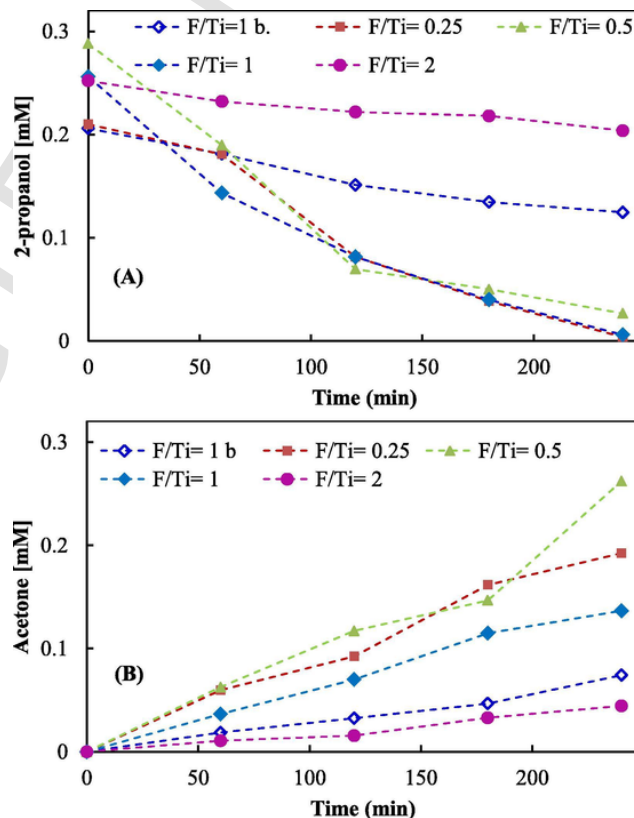 0.3
0.2
0.1
0
2-propanol [mM]
F/Ti=1 b.
F/Ti= 0.25
F/Ti= 0.5
F/Ti= 1
F/Ti= 2
(A)
0
50
100
150
200
Time (min)
0.3
0.2
0.1
0
Acetone [mM]
F/Ti= 1 b
F/Ti= 0.25
F/Ti= 0.5
F/Ti= 1
F/Ti= 2
(B)
0
50
100
150
200
Time (min)